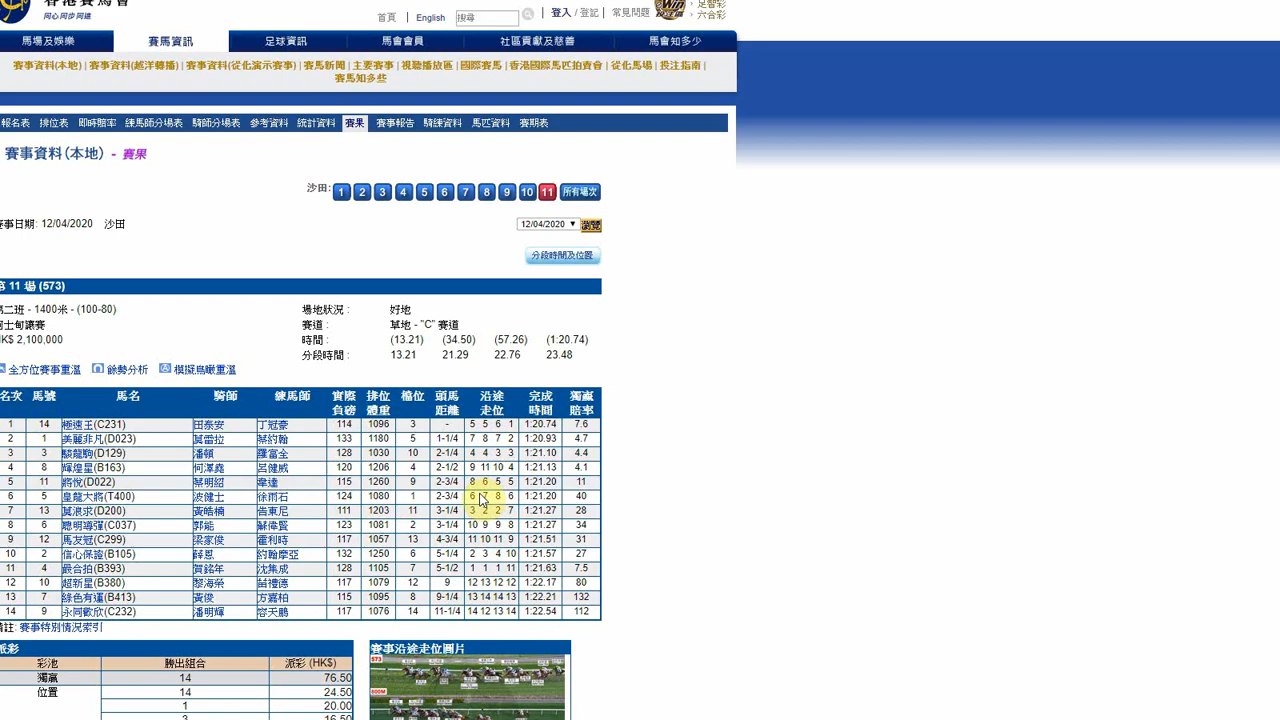 香港賽馬會
同心同步同進
首頁 | English 搜尋 登入 / 登記 | 常見問題 足智彩
六合彩
馬場及娛樂 賽馬資訊 足球資訊 馬會會員 社區貢獻及慈善 馬會知多少
賽事資料(本地) | 賽事資料(越洋轉播) | 賽事資料(從化演示賽事) | 賽馬新聞 | 主要賽事 | 視聽播放區 | 國際賽馬 | 香港國際馬匹拍賣會 | 從化馬場 | 投注指南 |
賽馬知多些
報名表 排位表 即時賠率 練馬師分場表 騎師分場表 參考資料 統計資料 賽果 賽事報告 騎練資料 馬匹資料 賽期表
賽事資料(本地) - 賽果
沙田: 1 2 3 4 5 6 7 8 9 10 11 所有場次
賽事日期: 12/04/2020 沙田 12/04/2020 瀏覽
分段時間及位置
第 11 場 (573)
第二班 - 1400米 - (100-80) 場地狀況 : 好地
司士甸讓賽 賽道 : 草地 - "C" 賽道
HK$ 2,100,000 時間 : (13.21) (34.50) (57.26) (1:20.74)
分段時間 : 13.21 21.29 22.76 23.48
全方位賽事重溫 餘勢分析 模擬鳥瞰重溫
名次 馬號 馬名 騎師 練馬師 實際負磅 排位體重 檔位 頭馬距離 沿途走位 完成時間 獨贏賠率
1 14 極速王(C231) 田泰安 丁冠豪 114 1096 3 - 5 5 6 1 1:20.74 7.6
2 1 美麗非凡(D023) 莫雷拉 蔡約翰 133 1180 5 1-1/4 7 8 7 2 1:20.93 4.7
3 3 駿龍駒(D129) 潘頓 羅富全 128 1030 10 2-1/4 4 4 3 3 1:21.10 4.4
4 8 輝煌星(B163) 何澤堯 呂健威 120 1206 4 2-1/2 9 11 10 4 1:21.13 4.1
5 11 將悅(D022) 蔡明紹 韋達 115 1260 9 2-3/4 8 6 5 5 1:21.20 11
6 5 皇龍大將(T400) 波健士 徐雨石 124 1080 1 2-3/4 6 7 8 6 1:21.20 40
7 13 莫浪求(D200) 黃皓楠 告東尼 111 1203 11 3-1/4 3 2 2 7 1:21.27 28
8 6 聰明導彈(C037) 郭能 蘇偉賢 123 1081 2 3-1/4 10 9 9 8 1:21.27 34
9 12 馬友冠(C299) 梁家俊 霍利時 117 1057 13 4-3/4 11 10 11 9 1:21.51 31
10 2 信心保證(B105) 薛恩 約翰摩亞 132 1250 6 5-1/4 2 3 4 10 1:21.57 27
11 4 最合拍(B393) 賀銘年 沈集成 128 1105 7 5-1/2 1 1 1 11 1:21.63 7.5
12 10 超新星(B380) 黎海榮 苗禮德 117 1079 12 9 12 13 12 12 1:22.17 80
13 7 綠色有運(B413) 黃俊 方嘉柏 115 1095 8 9-1/4 13 14 14 13 1:22.21 132
14 9 永同歡欣(C232) 潘明輝 容天鵬 117 1076 14 11-1/4 14 12 13 14 1:22.54 112
備註: 賽事特別情況索引
派彩 賽事沿途走位圖片
彩池 勝出組合 派彩 (HK$)
獨贏 14 76.50
位置 14 24.50
1 20.00
3 16.50
573
800M